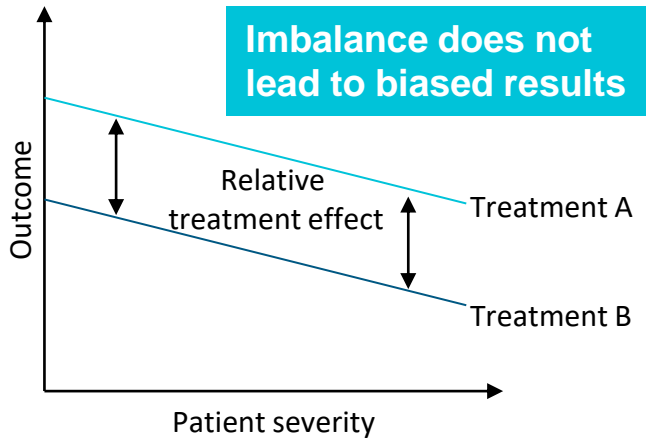 Imbalance does not
lead to biased results
Outcome
Relative
treatment effect
Treatment A
Treatment B
Patient severity